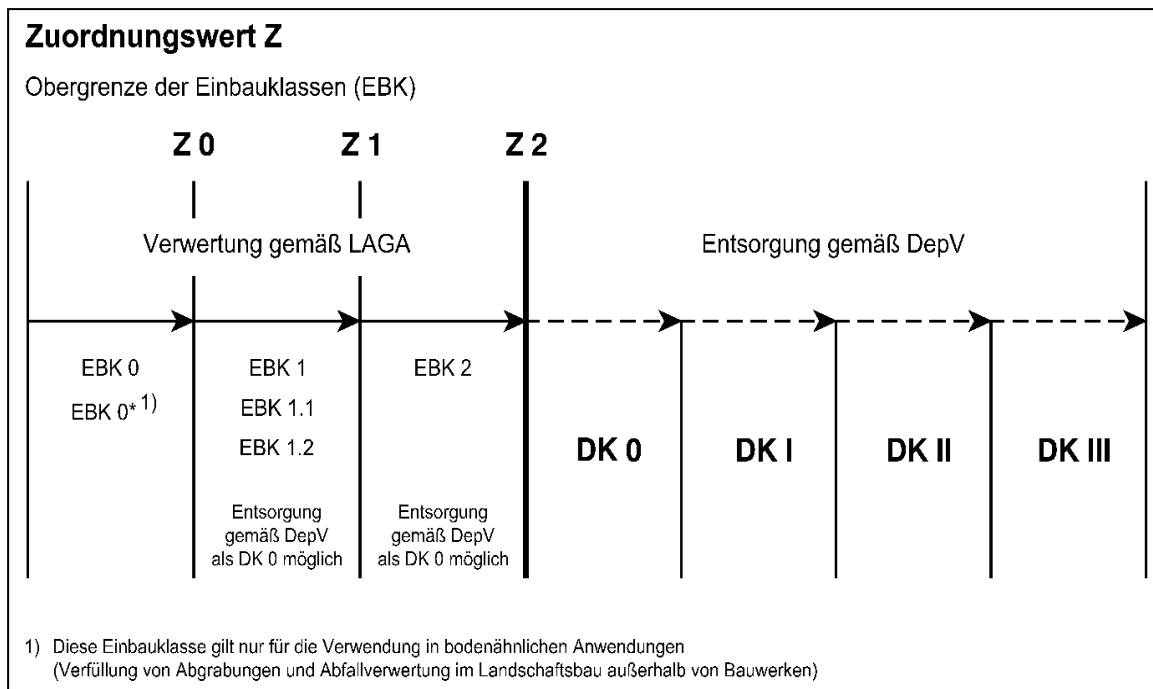 Zuordnungswert Z
Obergrenze der Einbauklassen (EBK)
Z 0 Z 1 Z 2
Verwertung gemäß LAGA Entsorgung gemäß DepV
EBK 0 EBK 1 EBK 2
EBK 0* 1) EBK 1.1
EBK 1.2
DK 0 DK I DK II DK III
Entsorgung Entsorgung
gemäß DepV gemäß DepV
als DK 0 möglich als DK 0 möglich
1) Diese Einbauklasse gilt nur für die Verwendung in bodenähnlichen Anwendungen
(Verfüllung von Abgrabungen und Abfallverwertung im Landschaftsbau außerhalb von Bauwerken)